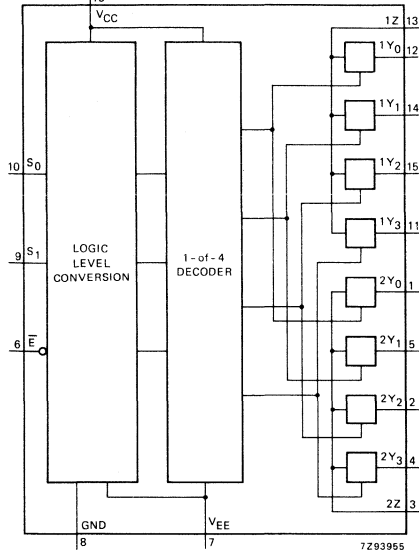 VCC
1Z 13
1Y0 12
1Y1 14
10 S0
1Y2 15
1Y3 11
9 S1
LOGIC
LEVEL
CONVERSION
1-of-4
DECODER
2Y0 1
6 E̅
2Y1 5
2Y2 2
2Y3 4
2Z 3
GND
8
VEE
7
7Z93955